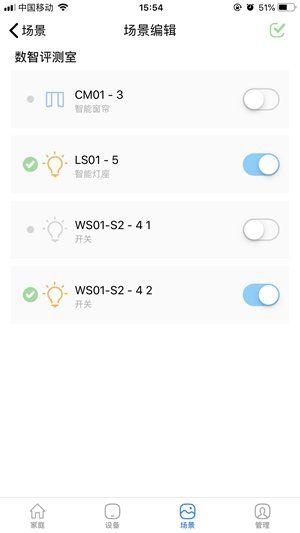 中国移动 15:54 51%
场景 场景编辑
数智评测室
CM01 - 3
智能窗帘
LS01 - 5
智能灯座
WS01-S2 - 4 1
开关
WS01-S2 - 4 2
开关
家庭 设备 场景 管理